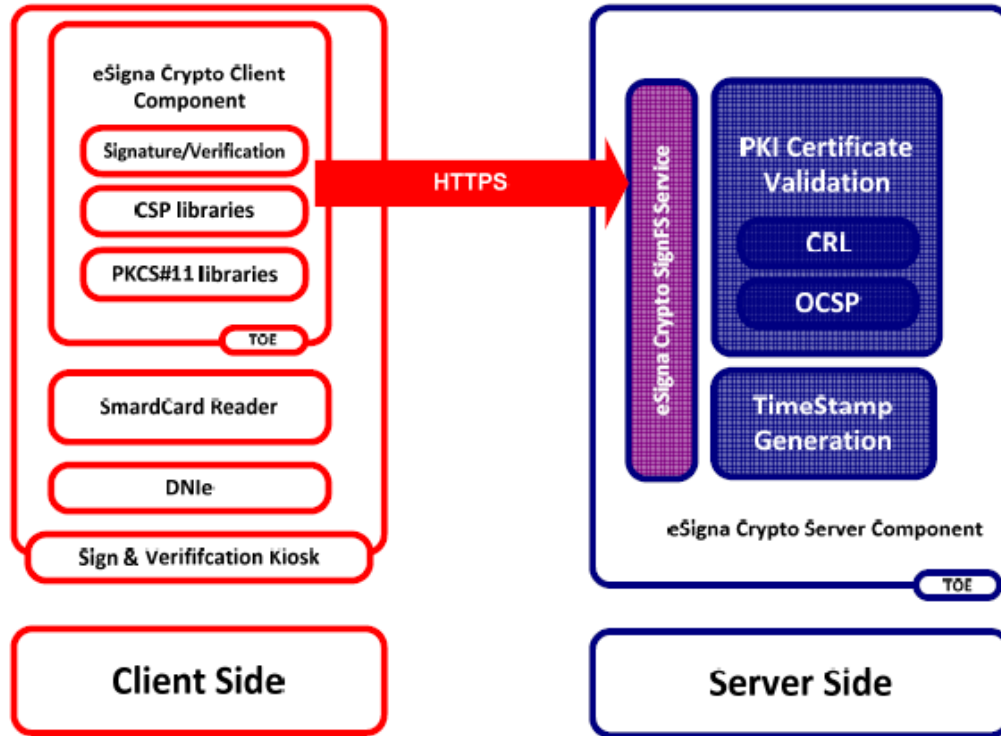 eSigna Crypto Client
Component
Signature/Verification
CSP libraries
PKCS#11 libraries
TOE
SmardCard Reader
DNIe
Sign & Verififcation Kiosk
Client Side
HTTPS
eSigna Crypto SignFS Service
PKI Certificate
Validation
CRL
OCSP
TimeStamp
Generation
eSigna Crypto Server Component
TOE
Server Side